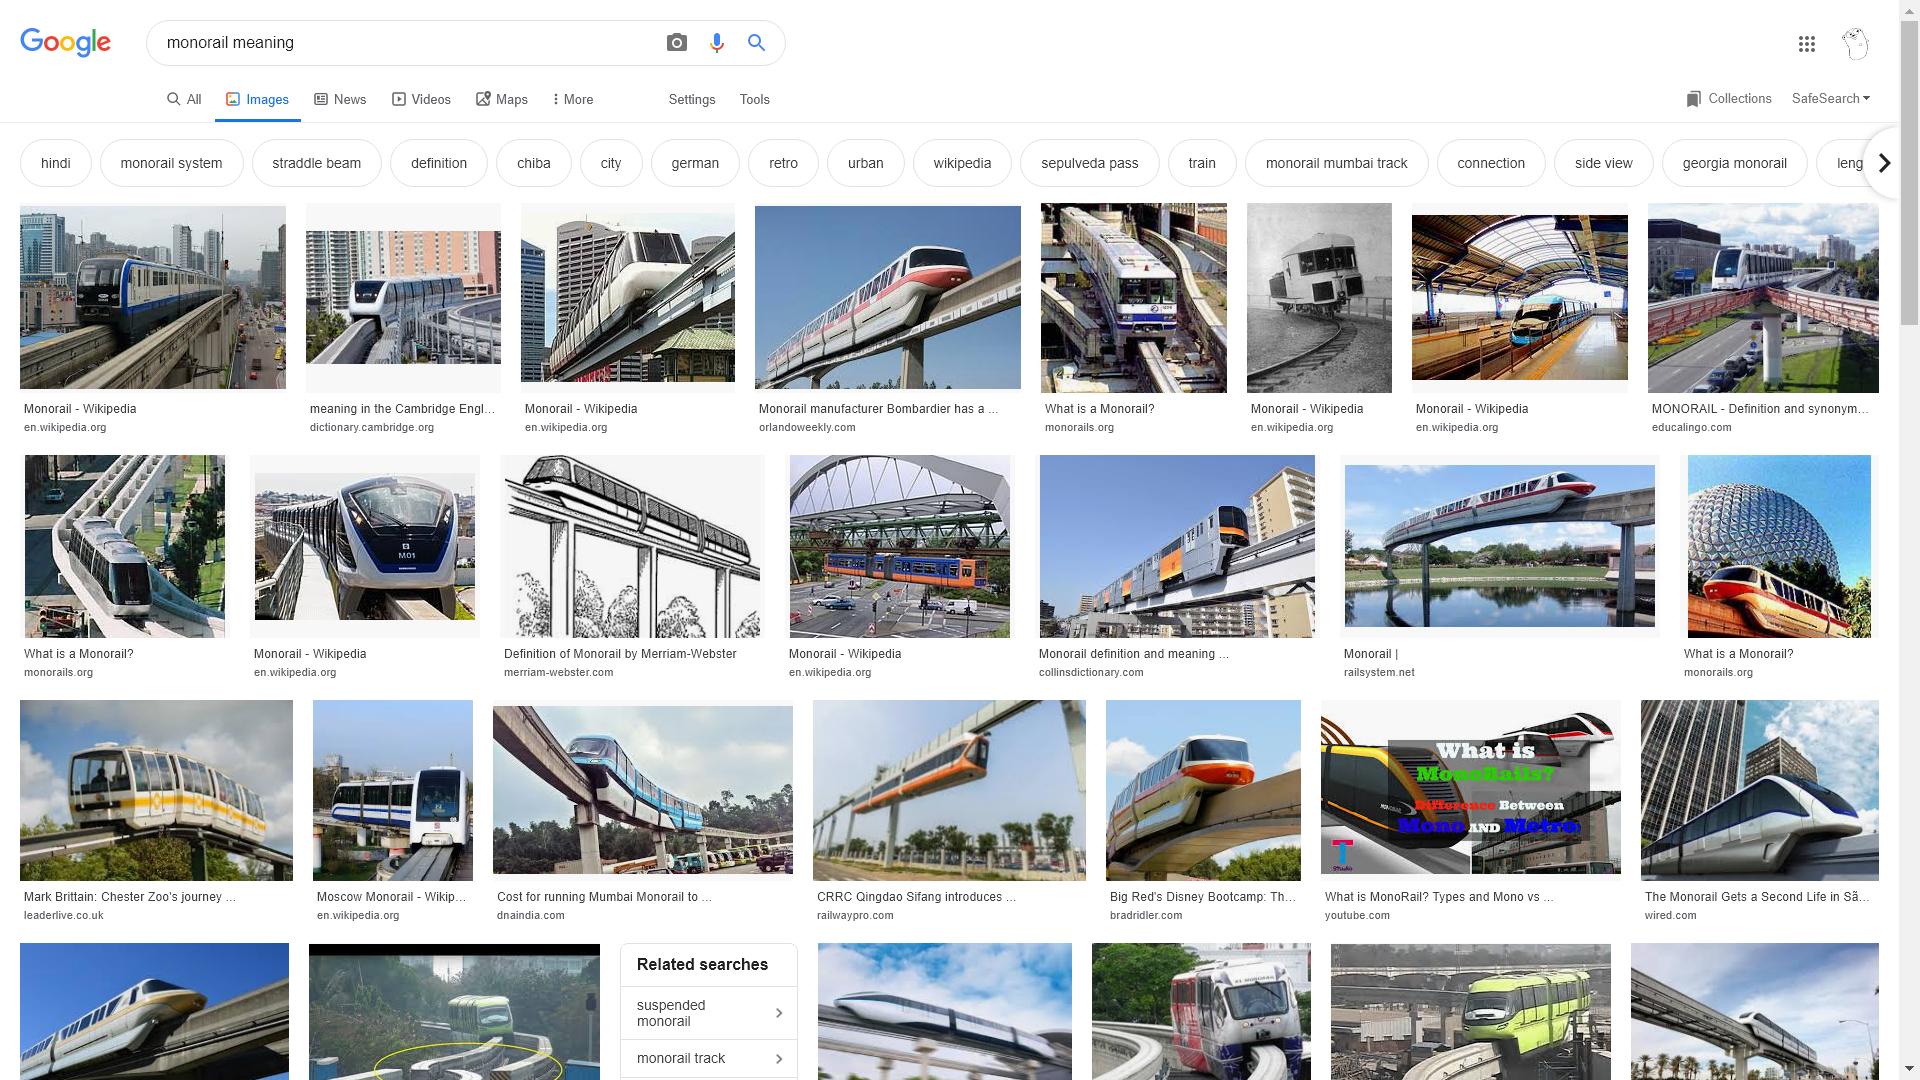 Google
monorail meaning
All
Images
News
Videos
Maps
More
Settings
Tools
Collections
SafeSearch
hindi
monorail system
straddle beam
definition
chiba
city
german
retro
urban
wikipedia
sepulveda pass
train
monorail mumbai track
connection
side view
georgia monorail
leng
Monorail - Wikipedia
en.wikipedia.org
meaning in the Cambridge Engl...
dictionary.cambridge.org
Monorail - Wikipedia
en.wikipedia.org
Monorail manufacturer Bombardier has a ...
orlandoweekly.com
What is a Monorail?
monorails.org
Monorail - Wikipedia
en.wikipedia.org
Monorail - Wikipedia
en.wikipedia.org
MONORAIL - Definition and synonym...
educalingo.com
M01
What is a Monorail?
monorails.org
Monorail - Wikipedia
en.wikipedia.org
Definition of Monorail by Merriam-Webster
merriam-webster.com
Monorail - Wikipedia
en.wikipedia.org
Monorail definition and meaning ...
collinsdictionary.com
Monorail |
railsystem.net
What is a Monorail?
monorails.org
What is
MonoRails?
Difference Between
Mono AND Metro
T
Studio
Mark Brittain: Chester Zoo's journey ...
leaderlive.co.uk
Moscow Monorail - Wikip...
en.wikipedia.org
Cost for running Mumbai Monorail to ...
dnaindia.com
CRRC Qingdao Sifang introduces ...
railwaypro.com
Big Red's Disney Bootcamp: Th...
bradridler.com
What is MonoRail? Types and Mono vs ...
youtube.com
The Monorail Gets a Second Life in Sã...
wired.com
Related searches
suspended
monorail
monorail track
KL MONORAIL